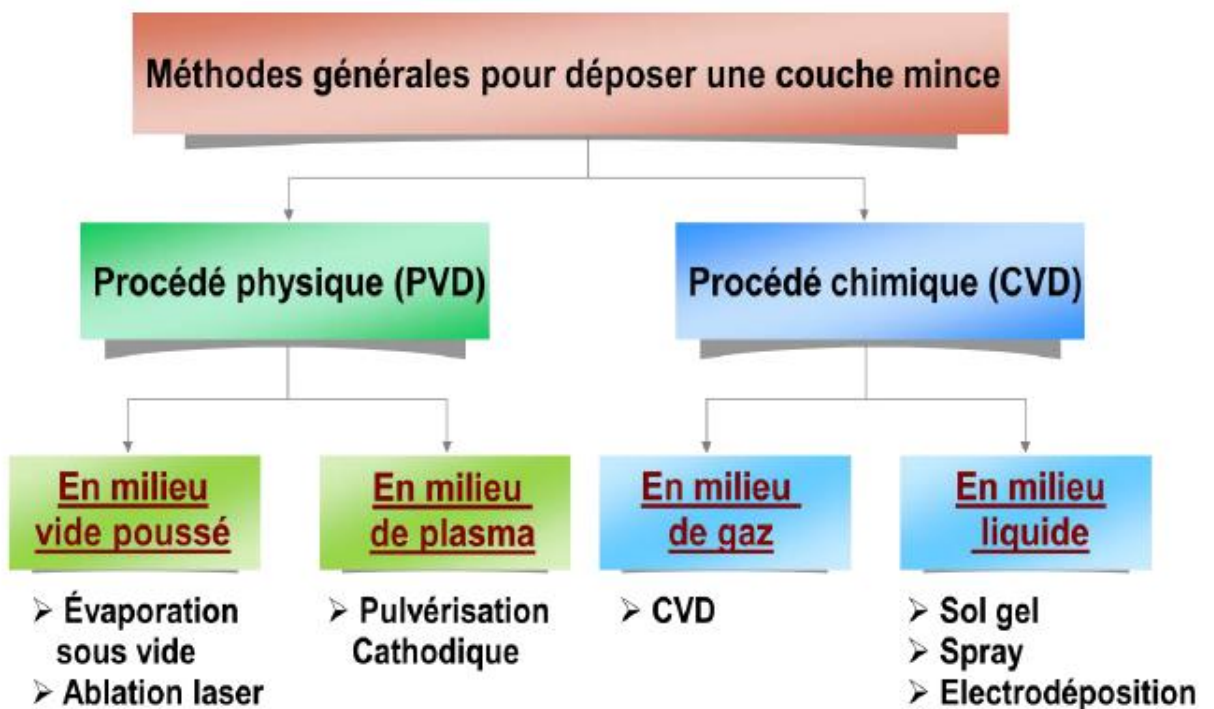 Méthodes générales pour déposer une couche mince
Procédé physique (PVD)
Procédé chimique (CVD)
En milieu
vide poussé
➢ Évaporation
sous vide
➢ Ablation laser
En milieu
de plasma
➢ Pulvérisation
Cathodique
En milieu
de gaz
➢ CVD
En milieu
liquide
➢ Sol gel
➢ Spray
➢ Electrodéposition